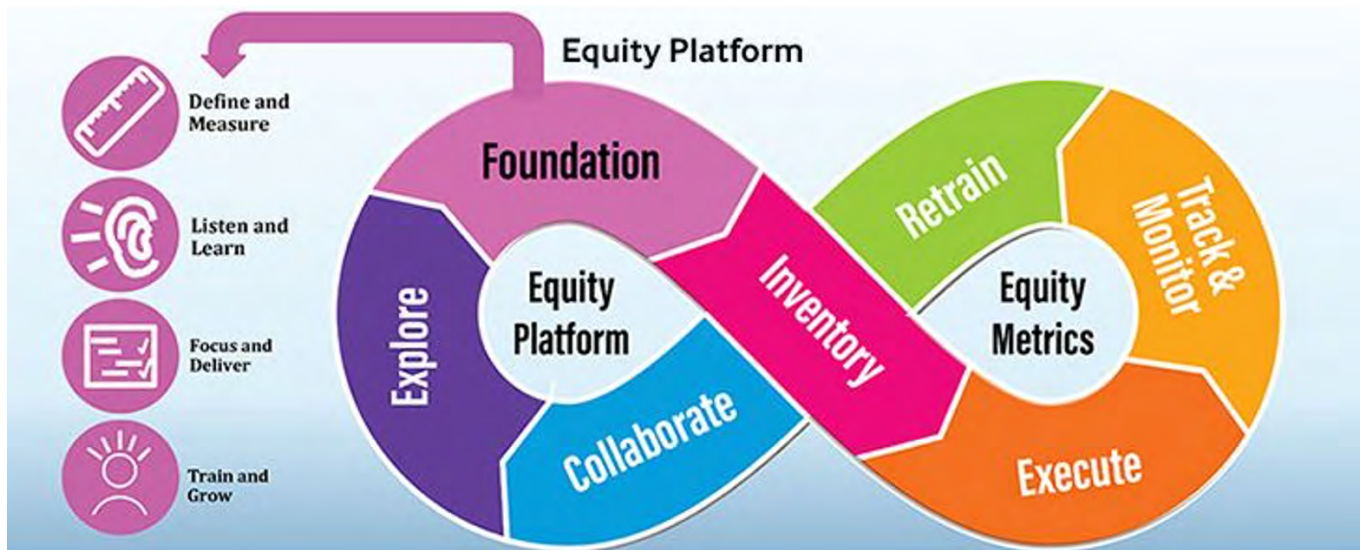 Equity Platform
Define and
Measure
Listen and
Learn
Focus and
Deliver
Train and
Grow
Foundation
Explore
Equity
Platform
Collaborate
Inventory
Retrain
Track &
Monitor
Equity
Metrics
Execute